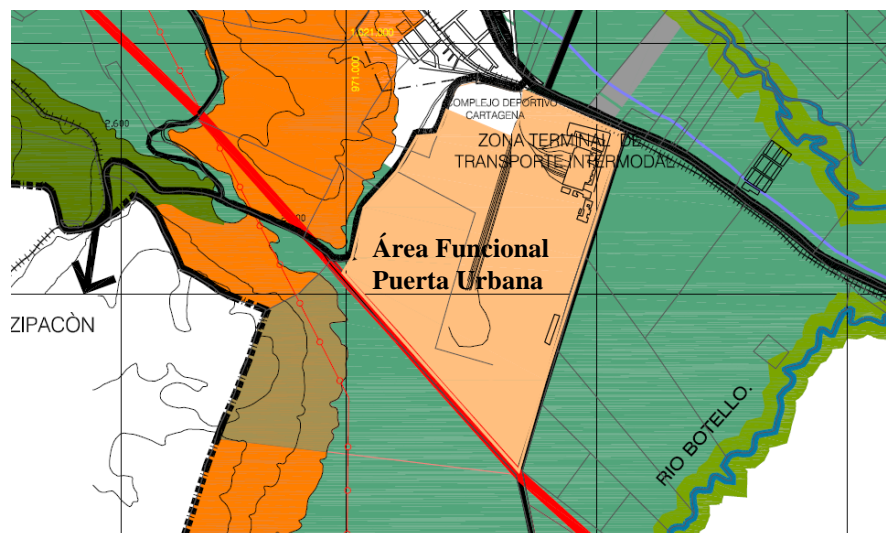 1.021.000
971.000
COMPLEJO DEPORTIVO
CARTAGENA
ZONA TERMINAL DE
TRANSPORTE INTERMODAL
2.600
Área Funcional
Puerta Urbana
ZIPACÒN
RIO BOTELLO.